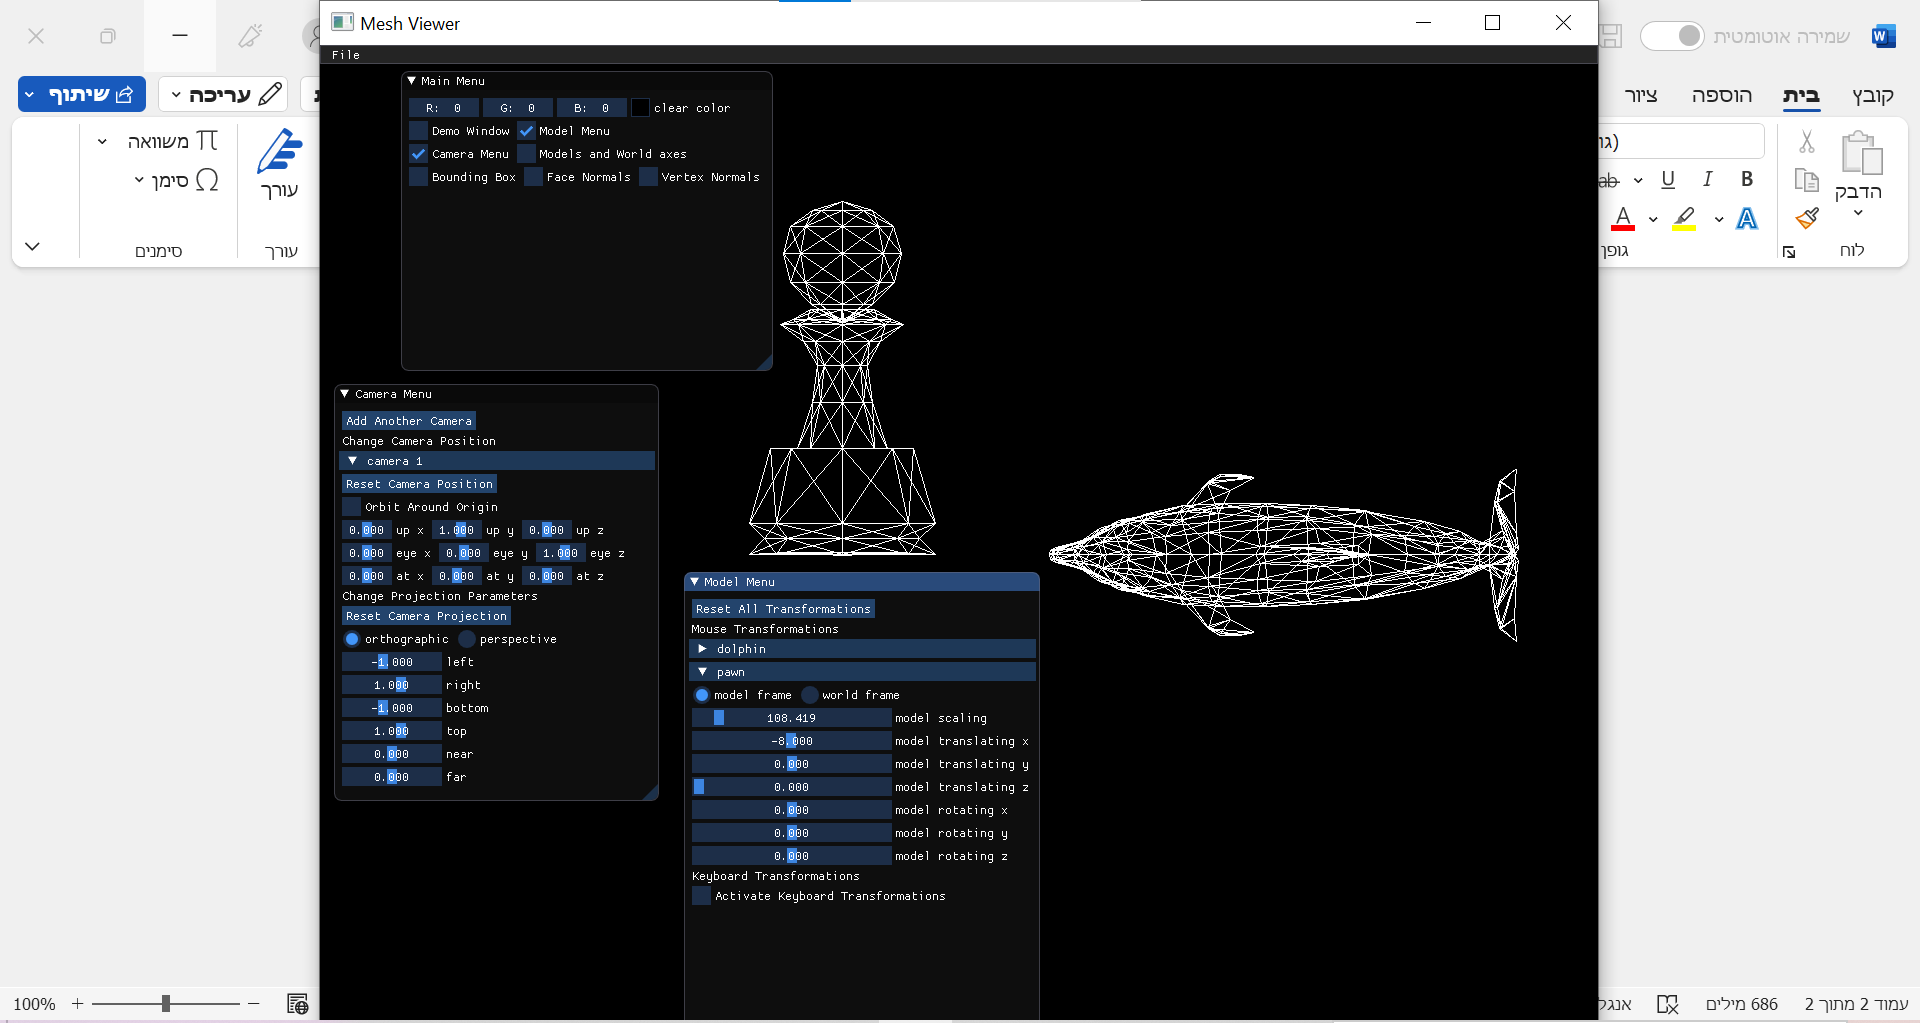 Mesh Viewer
שמירה אוטומטית
File
קובץ
בית
הוספה
ציור
עריכה
שיתוף
Main Menu
R: 0 G: 0 B: 0 clear color
Demo Window Model Menu
Camera Menu Models and World axes
Bounding Box Face Normals Vertex Normals
משוואה
סימן
סימנים
עורך
עורך
הדבק
לוח
גופן
B I U ab
A A
Camera Menu
Add Another Camera
Change Camera Position
camera 1
Reset Camera Position
Orbit Around Origin
0.000 up x 1.000 up y 0.000 up z
0.000 eye x 0.000 eye y 1.000 eye z
0.000 at x 0.000 at y 0.000 at z
Change Projection Parameters
Reset Camera Projection
orthographic perspective
-1.000 left
1.000 right
-1.000 bottom
1.000 top
0.000 near
0.000 far
Model Menu
Reset All Transformations
Mouse Transformations
dolphin
pawn
model frame world frame
108.419 model scaling
-8.000 model translating x
0.000 model translating y
0.000 model translating z
0.000 model rotating x
0.000 model rotating y
0.000 model rotating z
Keyboard Transformations
Activate Keyboard Transformations
עמוד 2 מתוך 2
686 מילים
100%